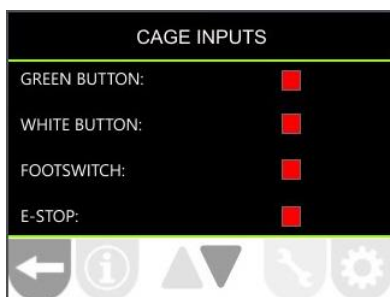 CAGE INPUTS
GREEN BUTTON:
WHITE BUTTON:
FOOTSWITCH:
E-STOP: